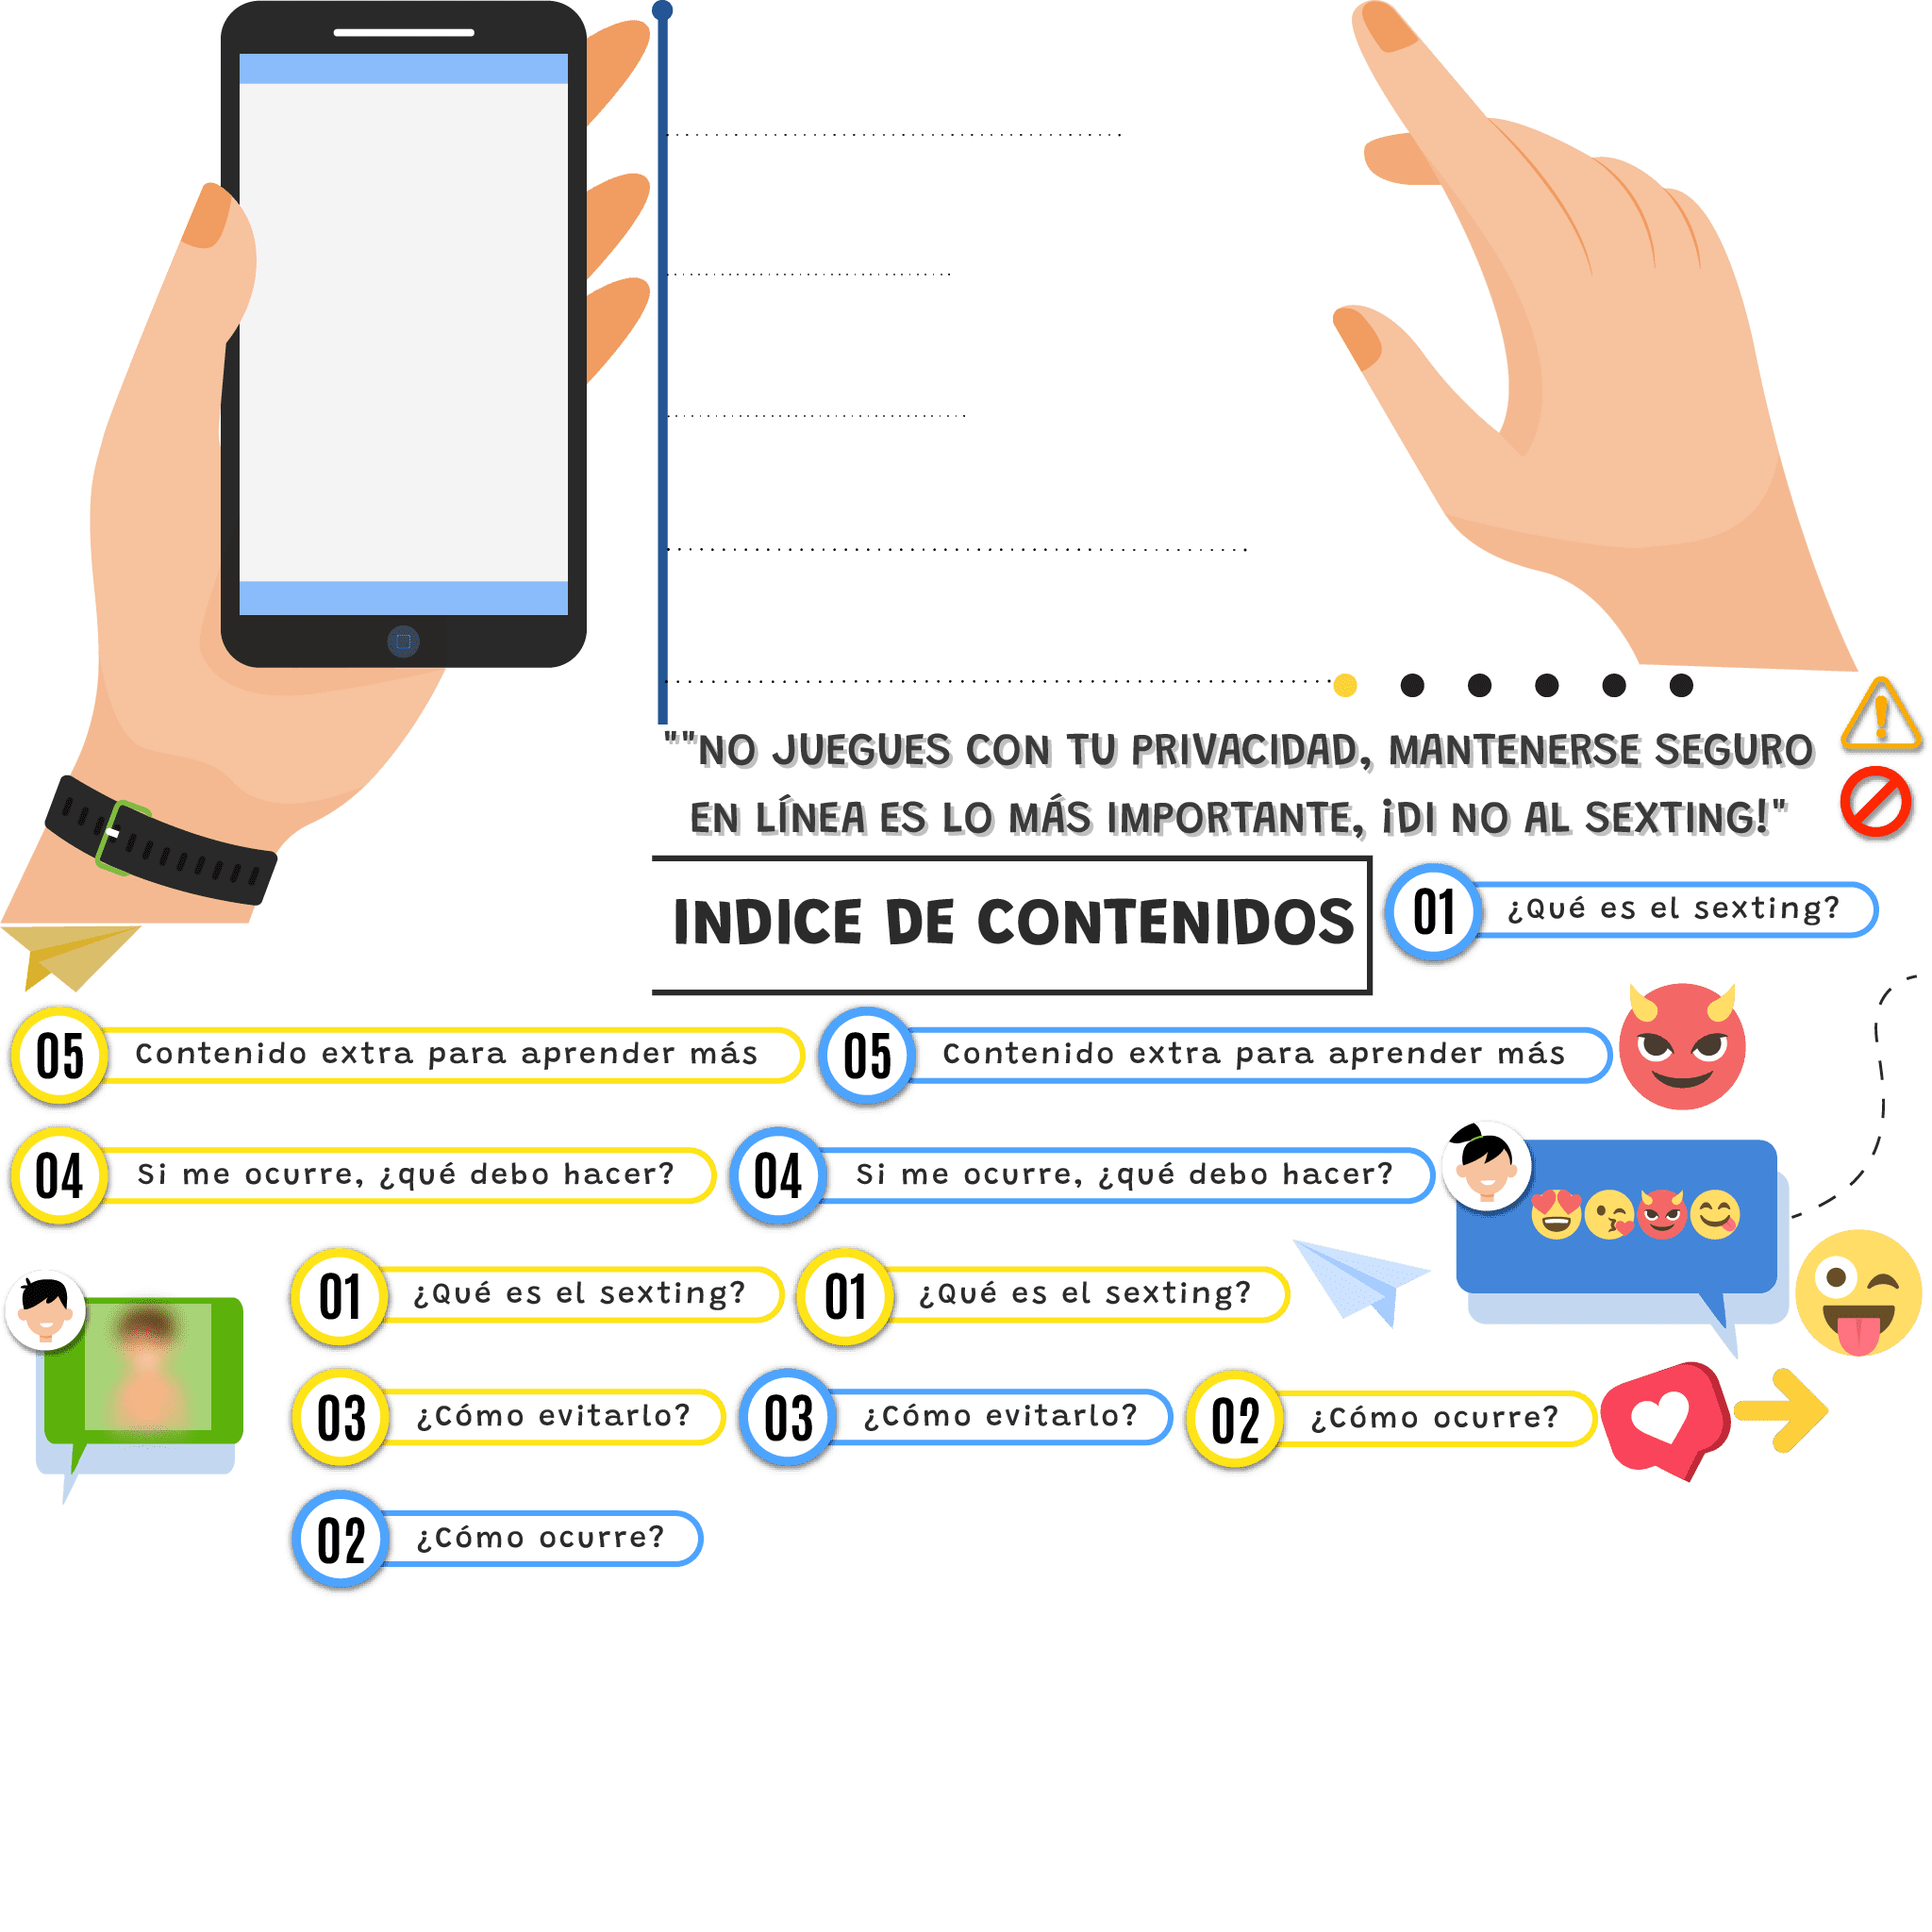 ""NO JUEGUES CON TU PRIVACIDAD, MANTENERSE SEGURO
EN LÍNEA ES LO MÁS IMPORTANTE, ¡DI NO AL SEXTING!"
INDICE DE CONTENIDOS
01 ¿Qué es el sexting?
05 Contenido extra para aprender más
05 Contenido extra para aprender más
04 Si me ocurre, ¿qué debo hacer?
04 Si me ocurre, ¿qué debo hacer?
01 ¿Qué es el sexting?
01 ¿Qué es el sexting?
03 ¿Cómo evitarlo?
03 ¿Cómo evitarlo?
02 ¿Cómo ocurre?
02 ¿Cómo ocurre?